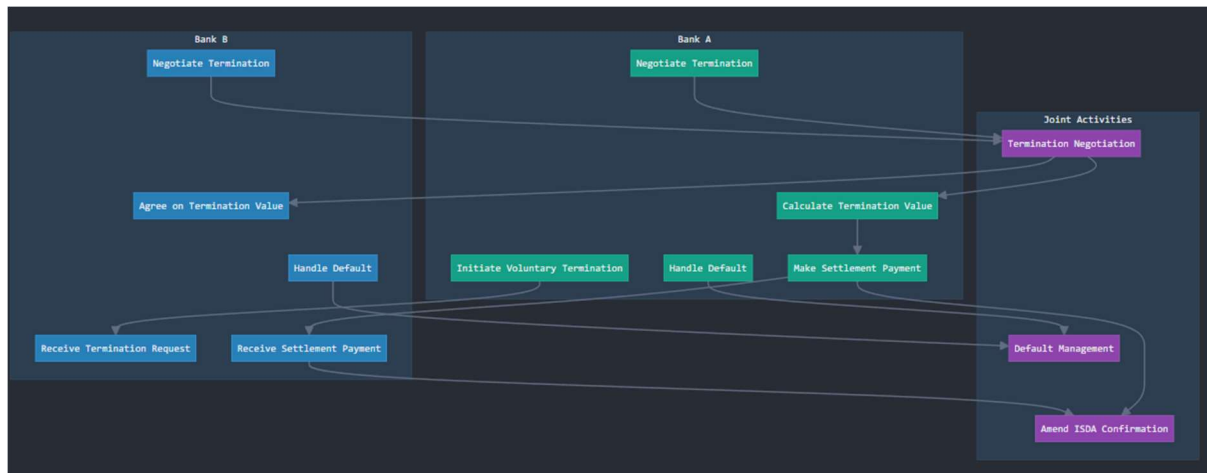 Bank B
Bank A
Negotiate Termination
Negotiate Termination
Joint Activities
Termination Negotiation
Agree on Termination Value
Calculate Termination Value
Handle Default
Initiate Voluntary Termination
Handle Default
Make Settlement Payment
Receive Termination Request
Receive Settlement Payment
Default Management
Amend ISDA Confirmation